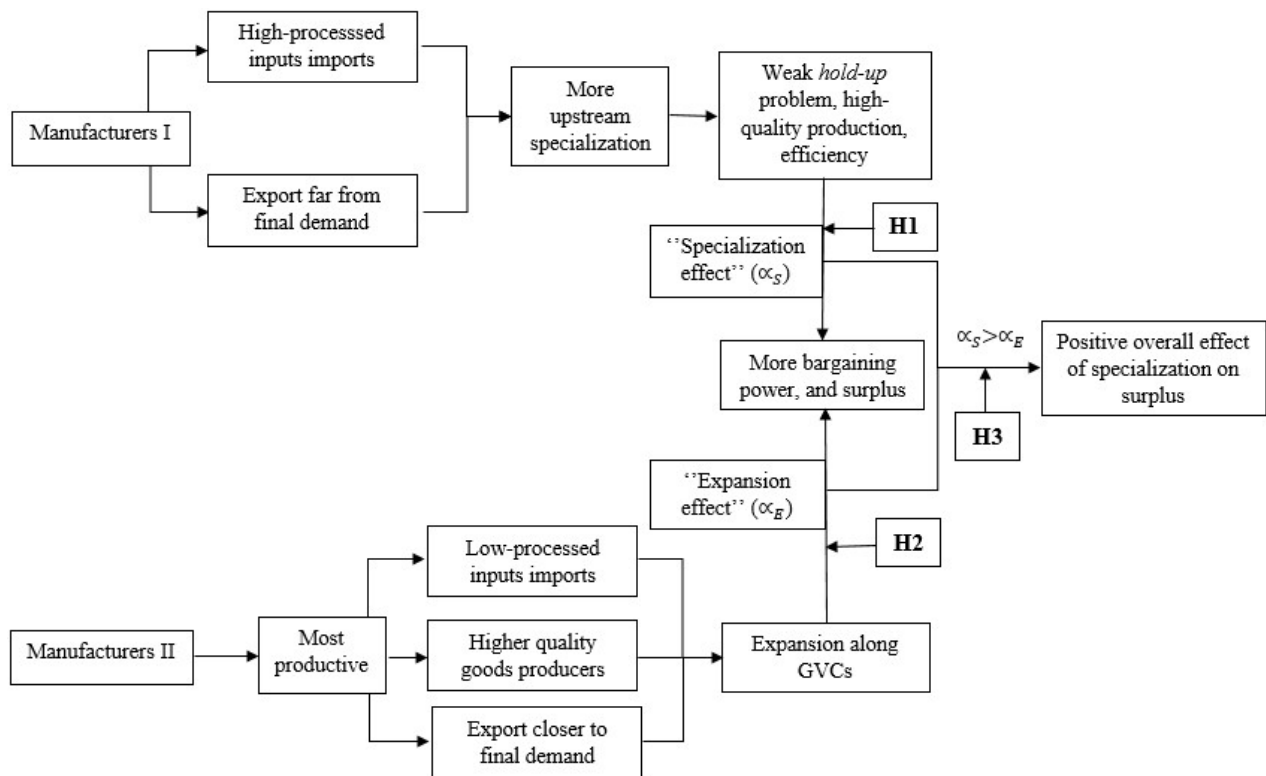 High-processsed
inputs imports
Manufacturers I
Export far from
final demand
More
upstream
specialization
Weak hold-up
problem, high-
quality production,
efficiency
H1
‘’Specialization
effect’’ (∝S)
More bargaining
power, and surplus
∝S>∝E
Positive overall effect
of specialization on
surplus
H3
‘’Expansion
effect’’ (∝E)
H2
Low-processed
inputs imports
Manufacturers II
Most
productive
Higher quality
goods producers
Expansion along
GVCs
Export closer to
final demand